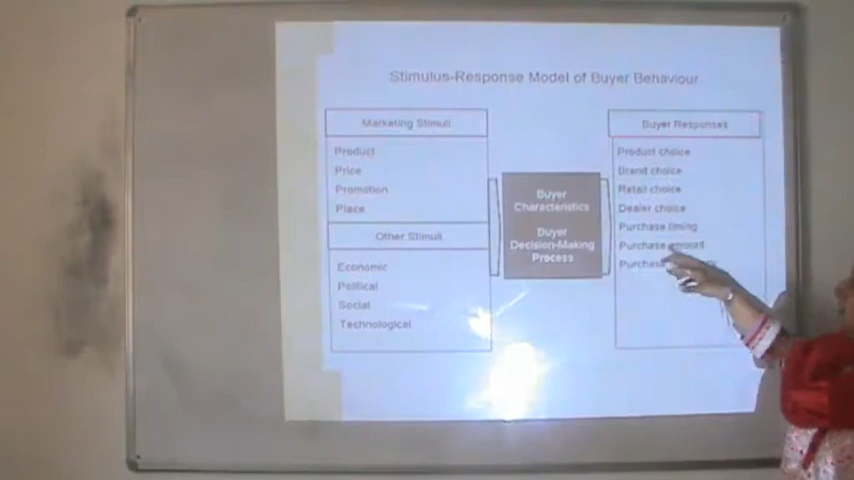 Stimulus-Response Model of Buyer Behaviour
Marketing Stimuli
Product
Price
Promotion
Place
Other Stimuli
Economic
Political
Social
Technological
Buyer
Characteristics
Buyer
Decision-Making
Process
Buyer Responses
Product choice
Brand choice
Retail choice
Dealer choice
Purchase timing
Purchase amount
Purchase